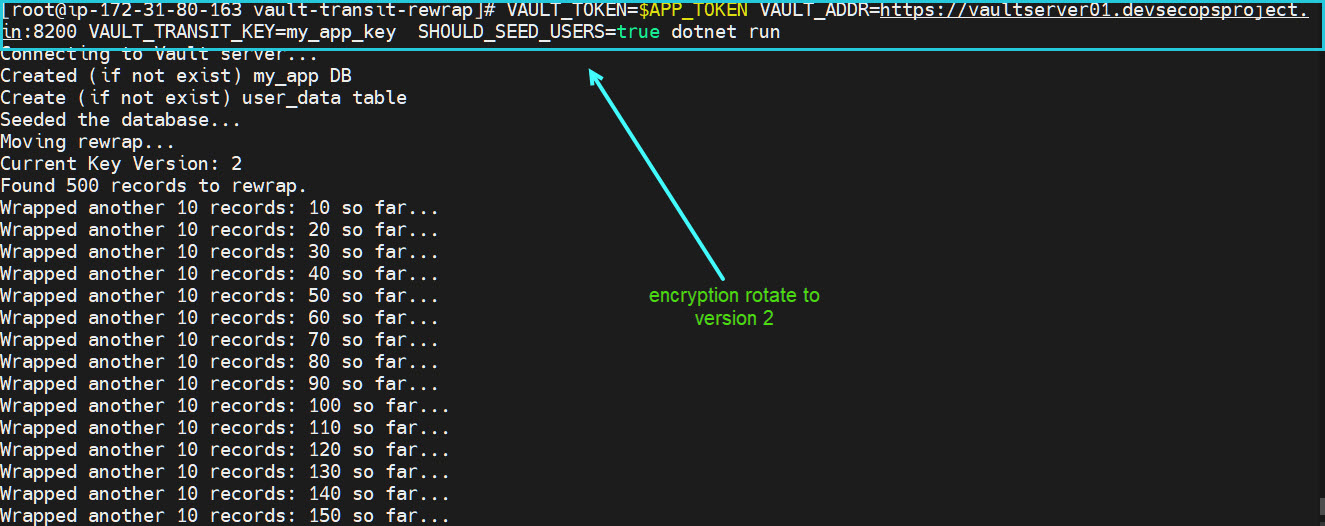 [root@ip-172-31-80-163 vault-transit-rewrap]# VAULT_TOKEN=$APP_TOKEN VAULT_ADDR=https://vaultserver01.devsecopsproject.
in:8200 VAULT_TRANSIT_KEY=my_app_key  SHOULD_SEED_USERS=true dotnet run
Connecting to Vault server...
Created (if not exist) my_app DB
Create (if not exist) user_data table
Seeded the database...
Moving rewrap...
Current Key Version: 2
Found 500 records to rewrap.
Wrapped another 10 records: 10 so far...
Wrapped another 10 records: 20 so far...
Wrapped another 10 records: 30 so far...
Wrapped another 10 records: 40 so far...
Wrapped another 10 records: 50 so far...
Wrapped another 10 records: 60 so far...
Wrapped another 10 records: 70 so far...
Wrapped another 10 records: 80 so far...
Wrapped another 10 records: 90 so far...
Wrapped another 10 records: 100 so far...
Wrapped another 10 records: 110 so far...
Wrapped another 10 records: 120 so far...
Wrapped another 10 records: 130 so far...
Wrapped another 10 records: 140 so far...
Wrapped another 10 records: 150 so far...
encryption rotate to
version 2